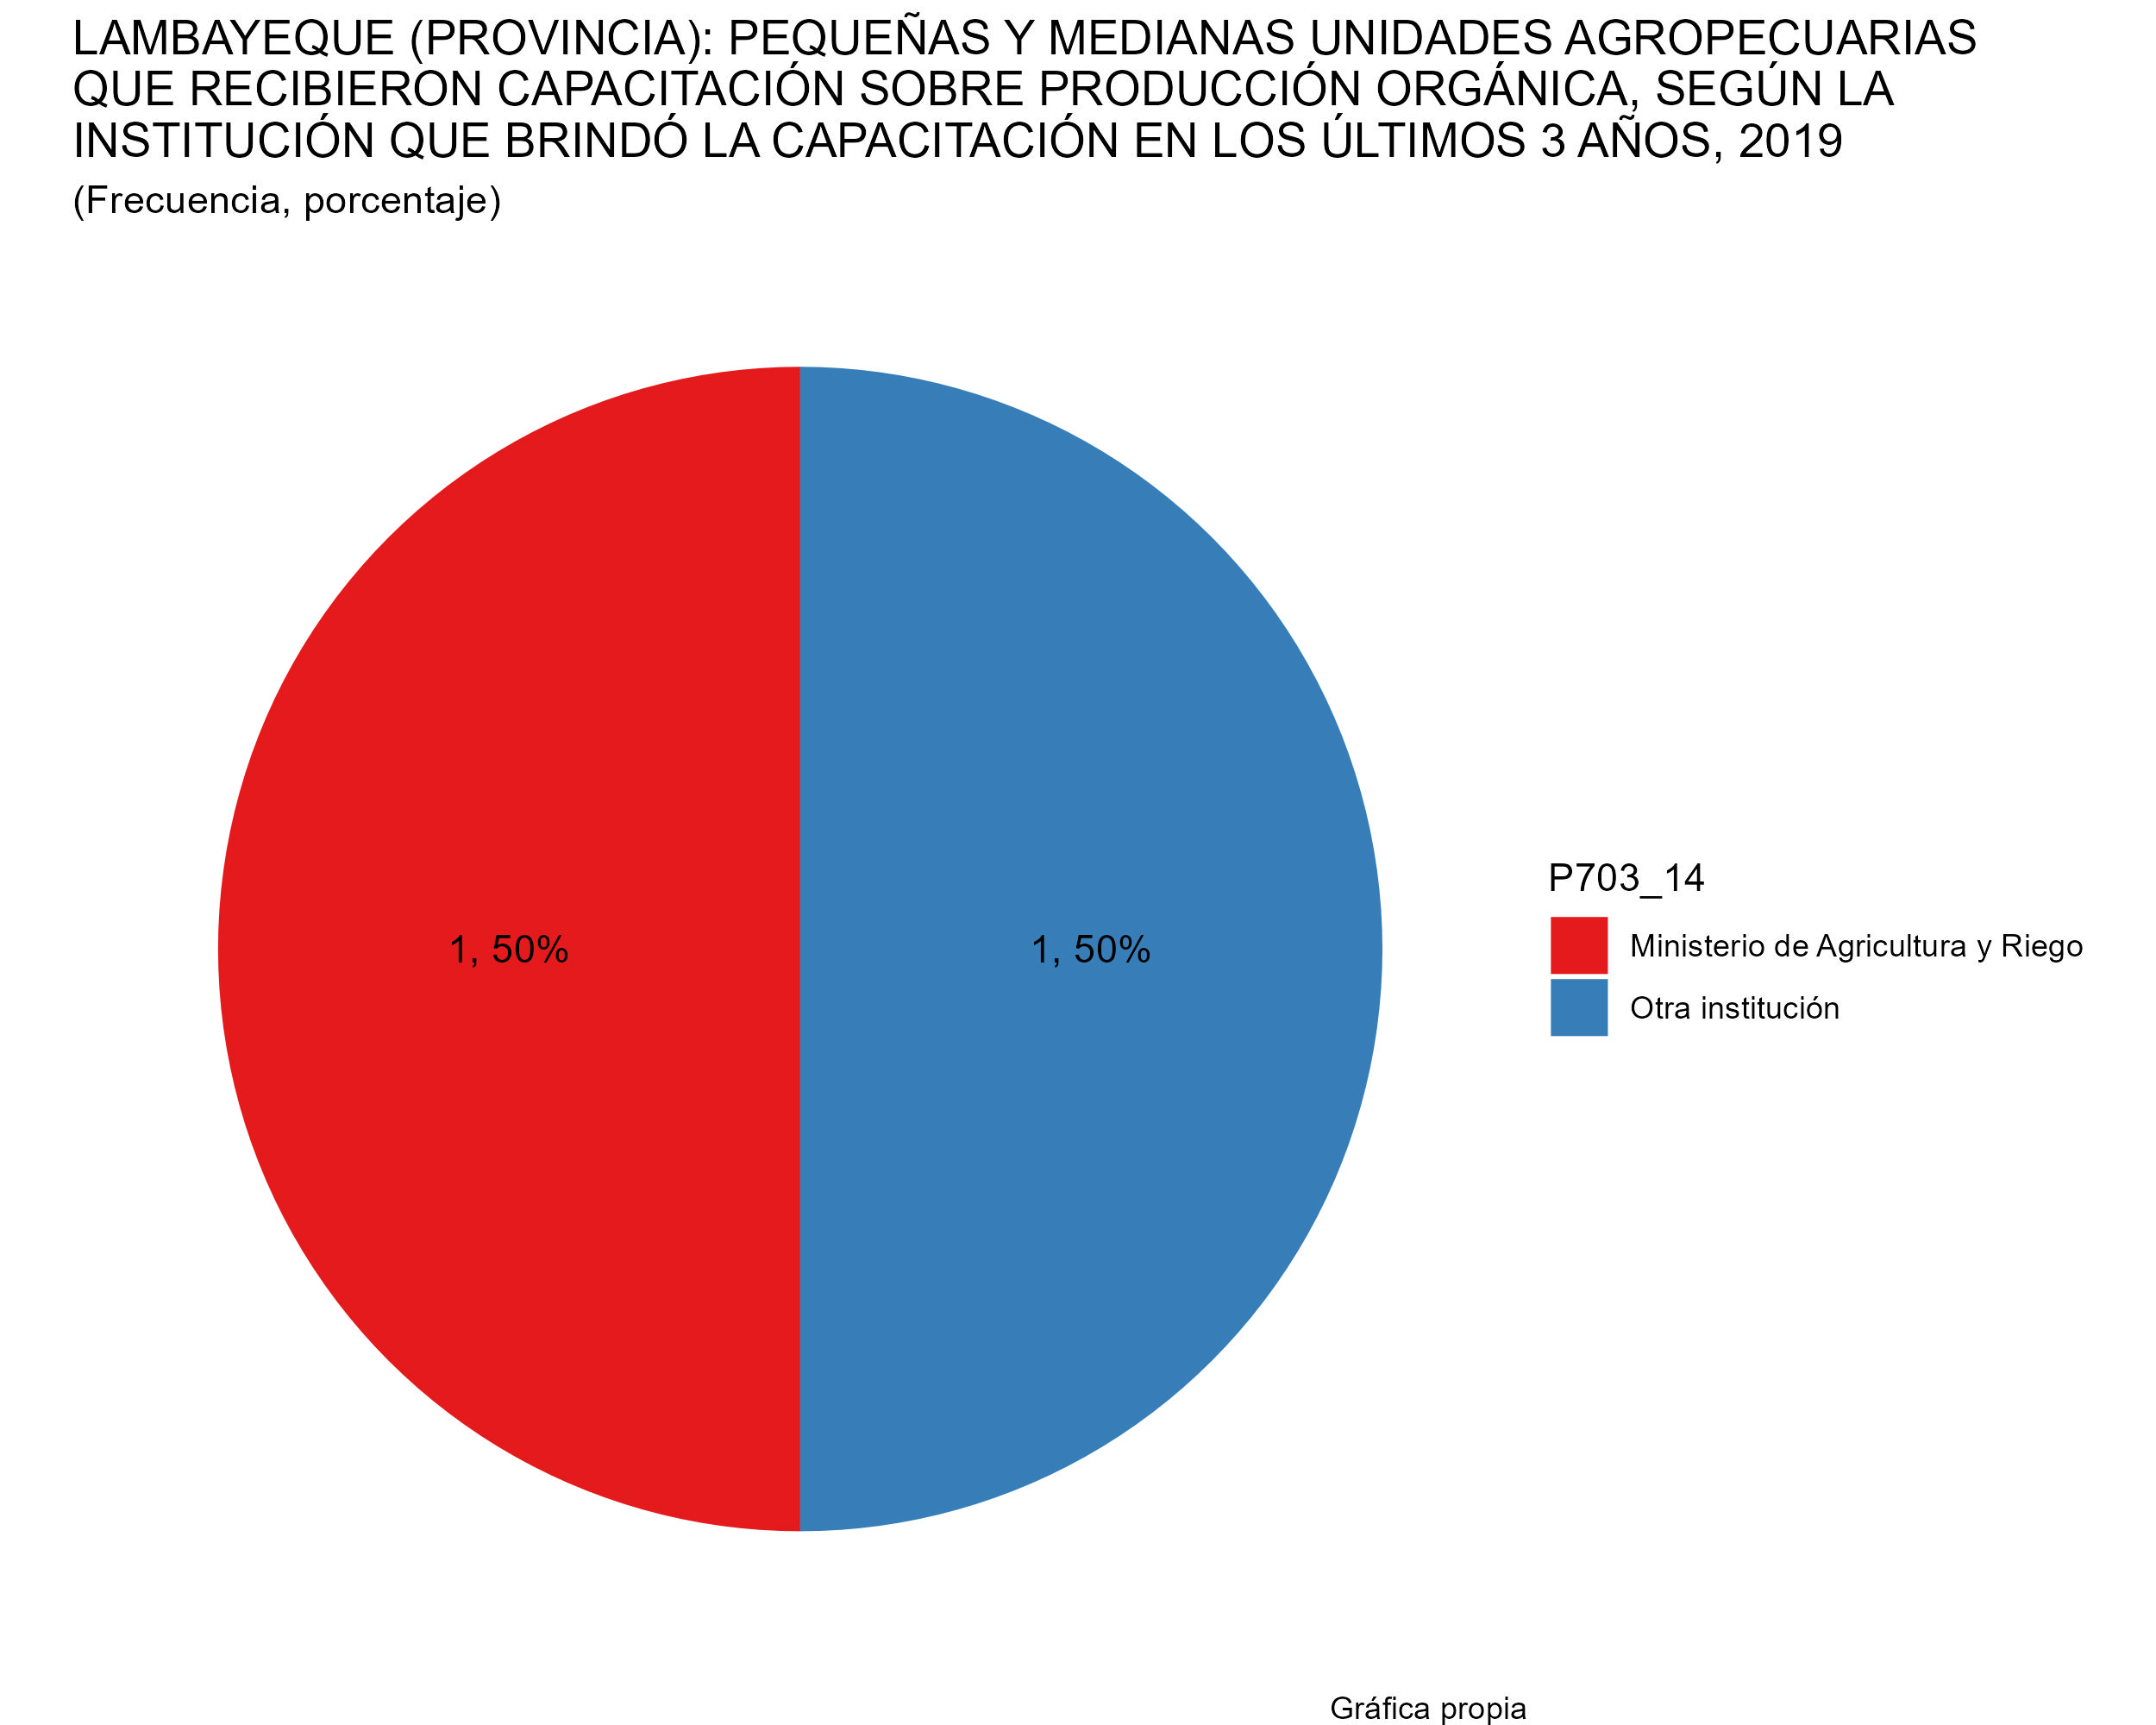 LAMBAYEQUE (PROVINCIA): PEQUEÑAS Y MEDIANAS UNIDADES AGROPECUARIAS
QUE RECIBIERON CAPACITACIÓN SOBRE PRODUCCIÓN ORGÁNICA, SEGÚN LA
INSTITUCIÓN QUE BRINDÓ LA CAPACITACIÓN EN LOS ÚLTIMOS 3 AÑOS, 2019
(Frecuencia, porcentaje)
1, 50%
1, 50%
P703_14
Ministerio de Agricultura y Riego
Otra institución
Gráfica propia